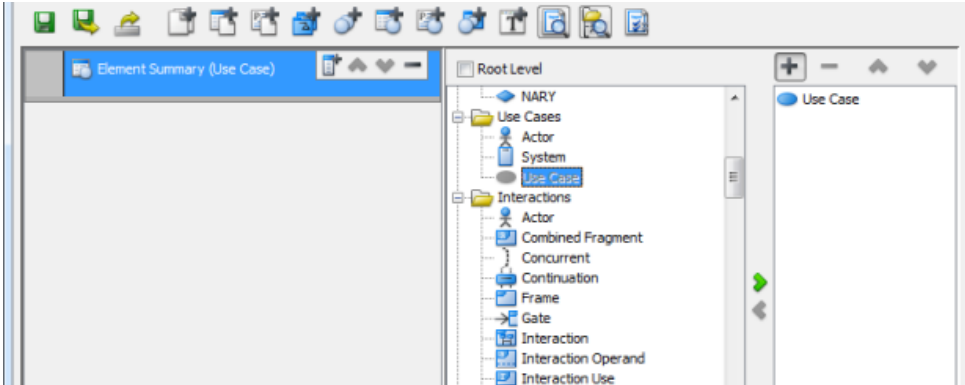 Element Summary (Use Case)
Root Level
NARY
Use Cases
Actor
System
Use Case
Interactions
Actor
Combined Fragment
Concurrent
Continuation
Frame
Gate
Interaction
Interaction Operand
Interaction Use
Use Case